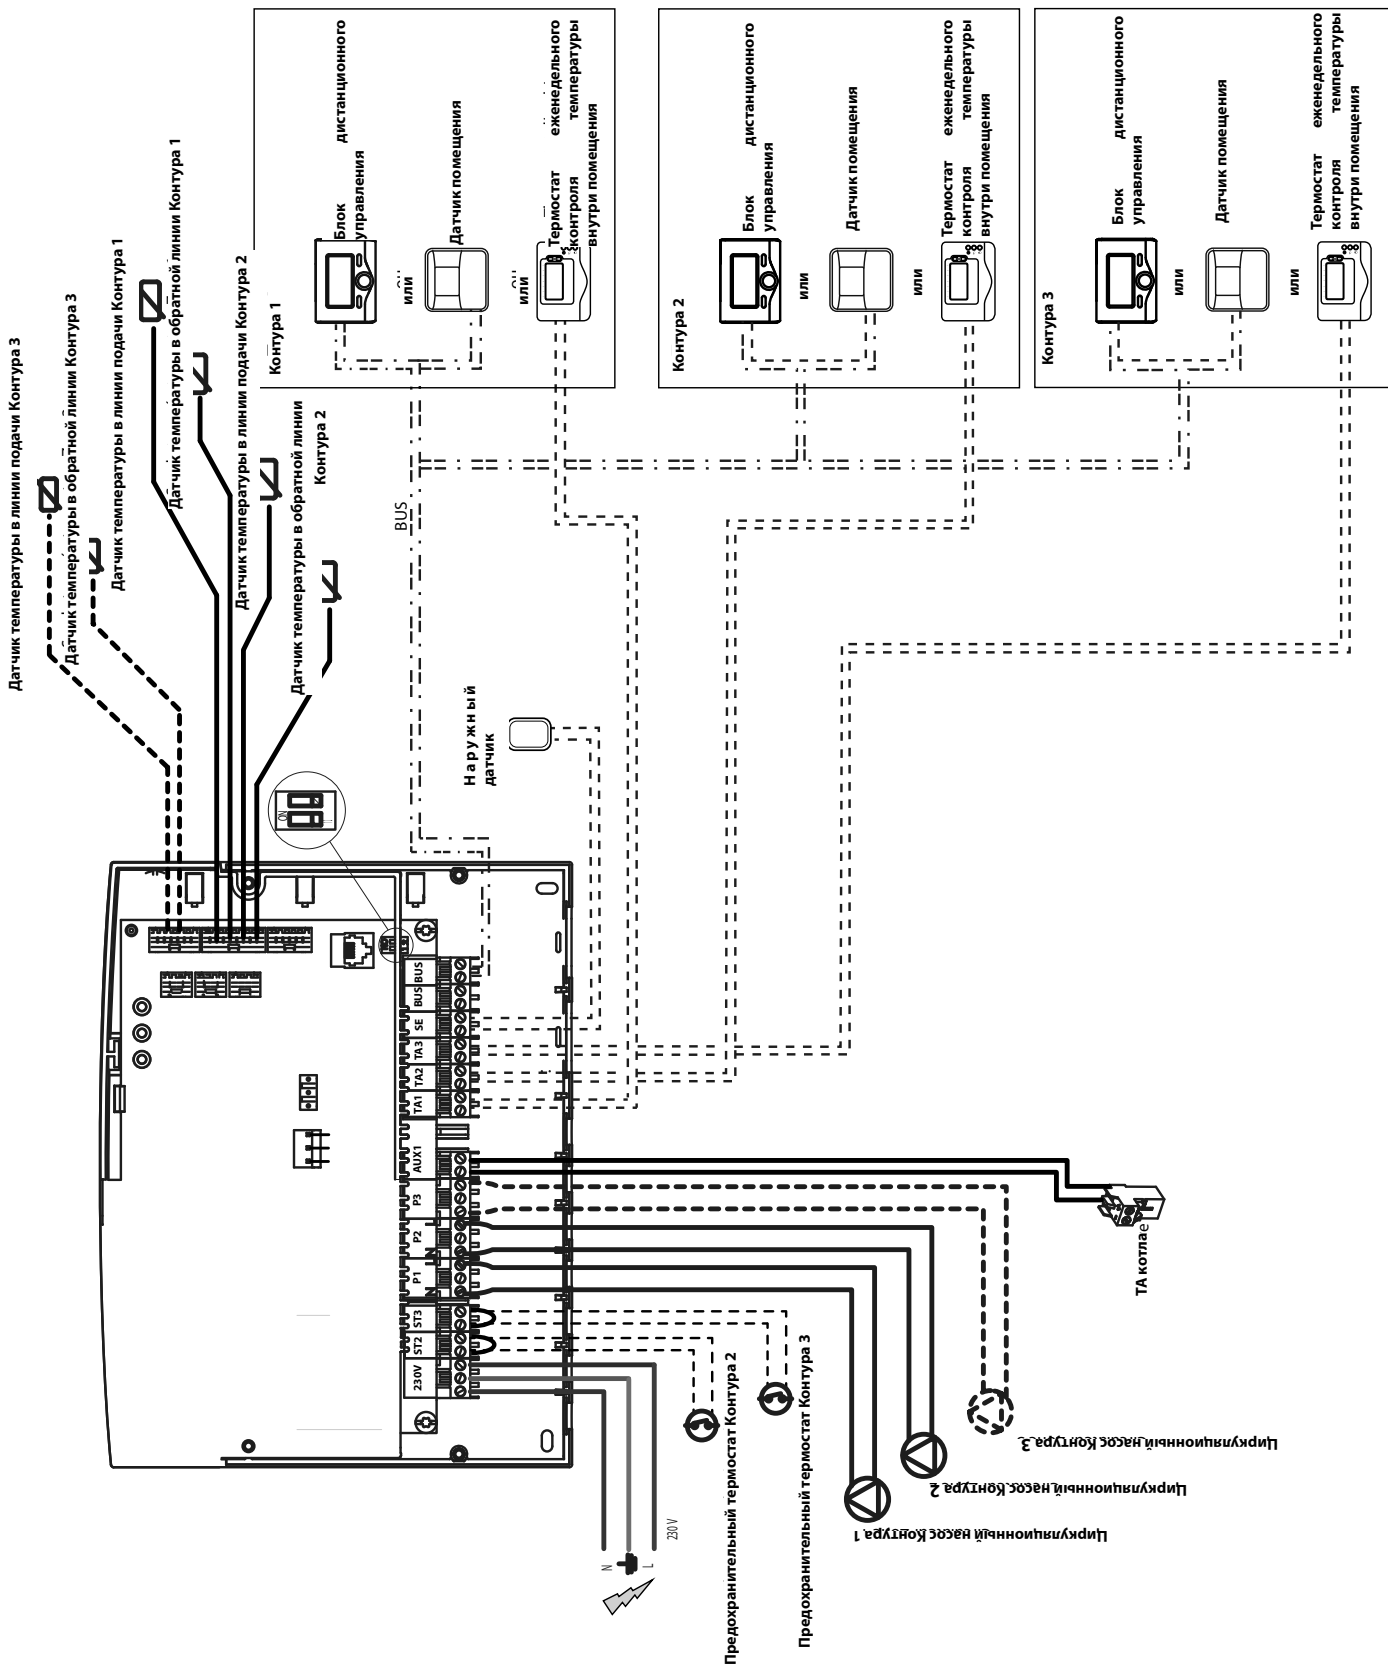 Датчик температуры в линии подачи Контура 3
Датчик температуры в обратной линии Контура 3
Датчик температуры в линии подачи Контура 1
Датчик температуры в обратной линии Контура 1
Датчик температуры в линии подачи Контура 2
Датчик температуры в обратной линии
Контура 2
Контура 1
Блок дистанционного
управления
или
Датчик помещения
или
Термостат еженедельного
контроля температуры
внутри помещения
Контура 2
Блок дистанционного
управления
или
Датчик помещения
или
Термостат еженедельного
контроля температуры
внутри помещения
Контура 3
Блок дистанционного
управления
или
Датчик помещения
или
Термостат еженедельного
контроля температуры
внутри помещения
BUS
Наружный
датчик
ON
230V
ST2
ST3
P1
P2
P3
AUX1
TA1
TA2
TA3
SE
BUS
BUS
N
L
N
L
N
L
230 V
Предохранительный термостат Контура 2
Предохранительный термостат Контура 3
Циркуляционный насос Контура 1
Циркуляционный насос Контура 2
Циркуляционный насос Контура 3
TA котлае